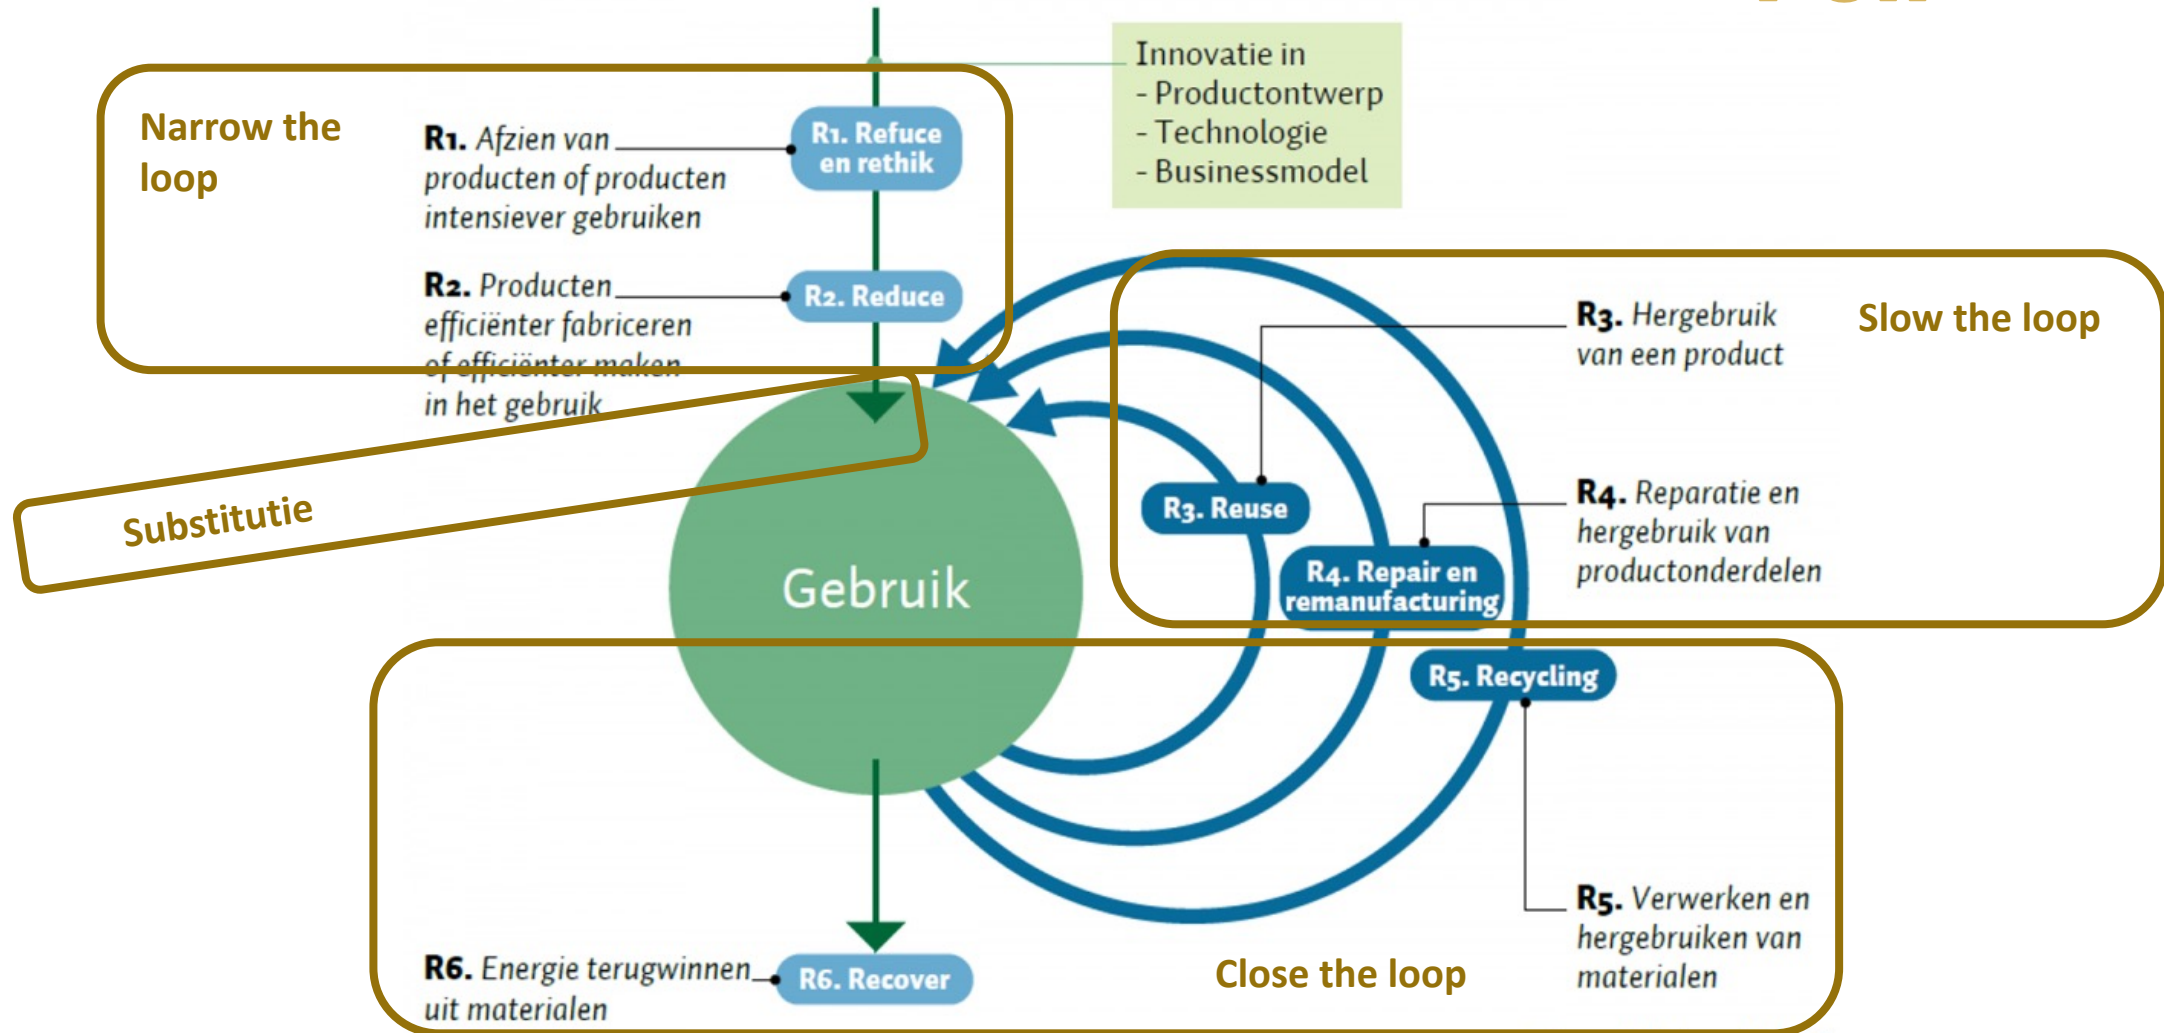 Innovatie in
- Productontwerp
- Technologie
- Businessmodel
Narrow the
loop
R1. Afzien van
producten of producten
intensiever gebruiken
R1. Refuce
en rethik
R2. Producten
efficiënter fabriceren
of efficiënter maken
in het gebruik
R2. Reduce
Slow the loop
R3. Hergebruik
van een product
R3. Reuse
R4. Reparatie en
hergebruik van
productonderdelen
R4. Repair en
remanufacturing
Substitutie
Gebruik
R5. Recycling
R5. Verwerken en
hergebruiken van
materialen
Close the loop
R6. Energie terugwinnen
uit materialen
R6. Recover